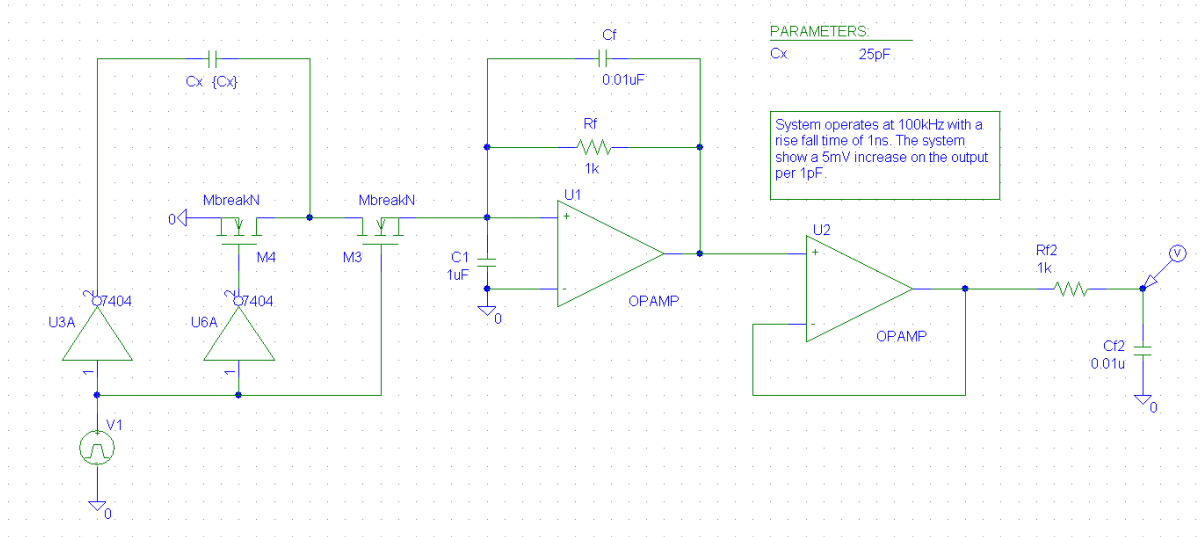 Cf
0.01uF
PARAMETERS:
Cx 25pF
Cx {Cx}
System operates at 100kHz with a
rise fall time of 1ns. The system
show a 5mV increase on the output
per 1pF.
Rf
1k
MbreakN
MbreakN
0
M4
M3
U1
+
-
OPAMP
C1
1uF
0
U2
+
-
OPAMP
Rf2
1k
V
Cf2
0.01u
0
2
7404
U3A
1
2
7404
U6A
1
V1
+
-
0